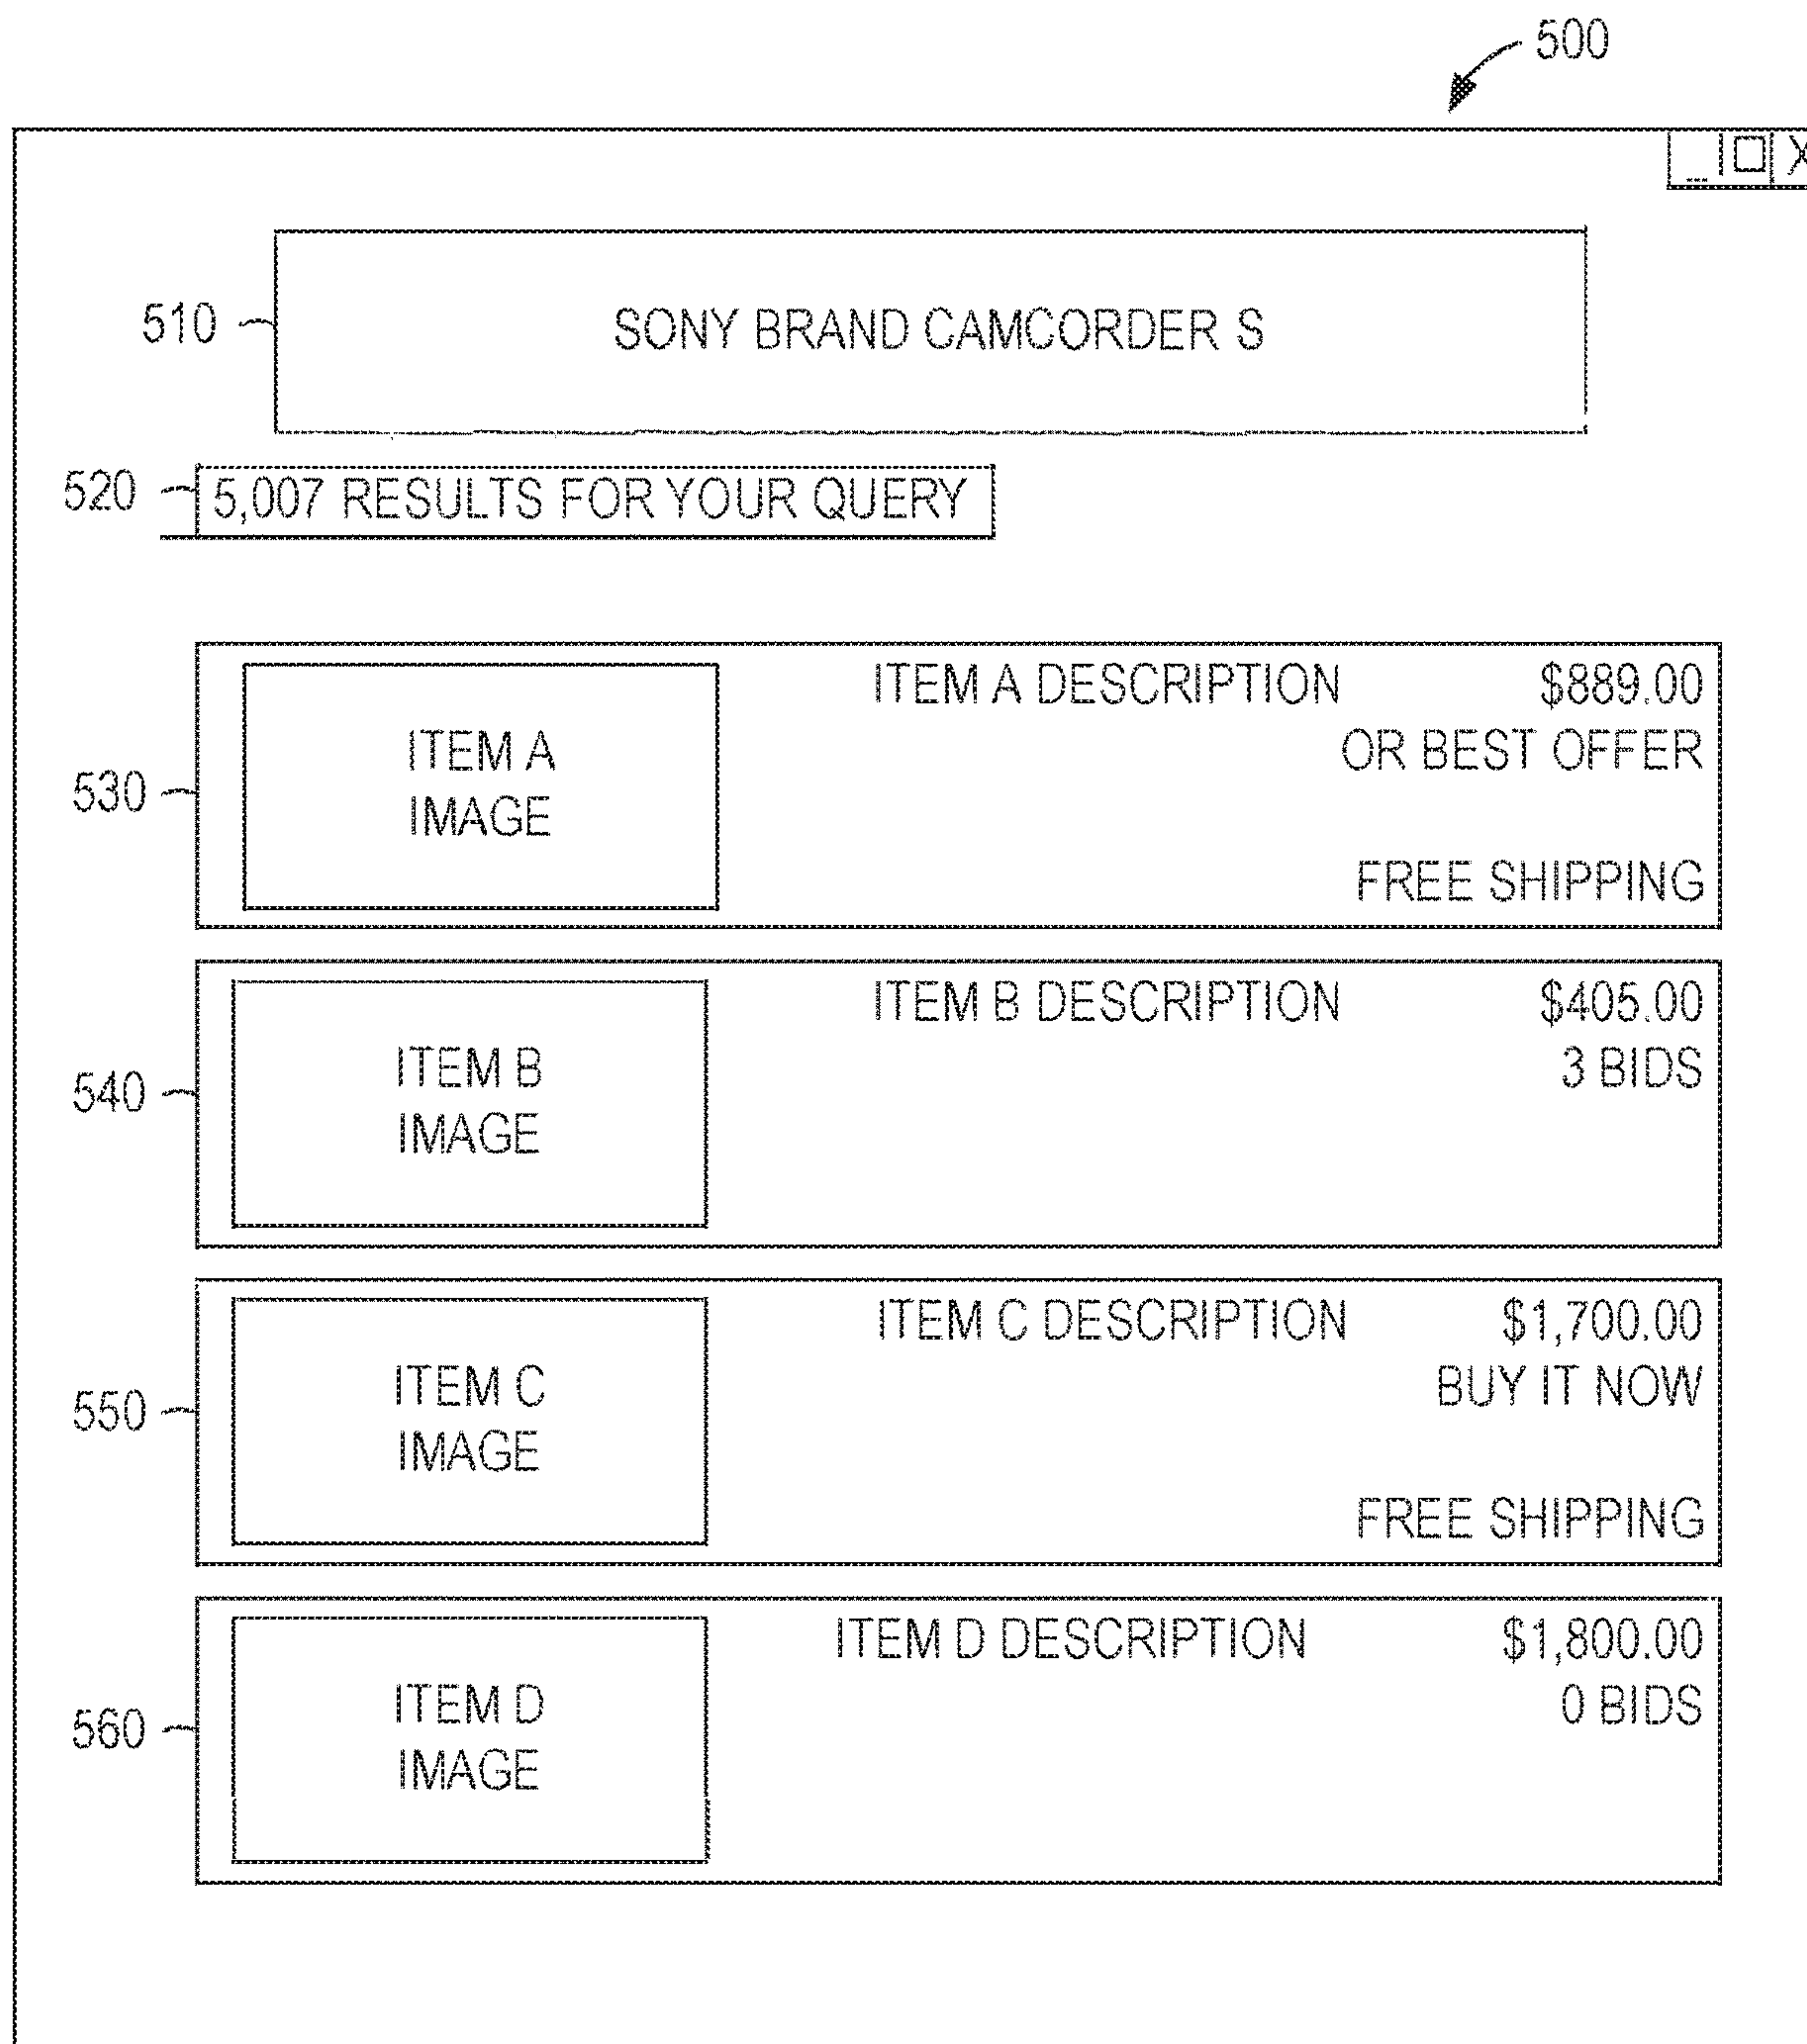 500
_ □ X
510
SONY BRAND CAMCORDER S
520
5,007 RESULTS FOR YOUR QUERY
530
ITEM A
IMAGE
ITEM A DESCRIPTION $889.00
OR BEST OFFER
FREE SHIPPING
540
ITEM B
IMAGE
ITEM B DESCRIPTION $405.00
3 BIDS
550
ITEM C
IMAGE
ITEM C DESCRIPTION $1,700.00
BUY IT NOW
FREE SHIPPING
560
ITEM D
IMAGE
ITEM D DESCRIPTION $1,800.00
0 BIDS